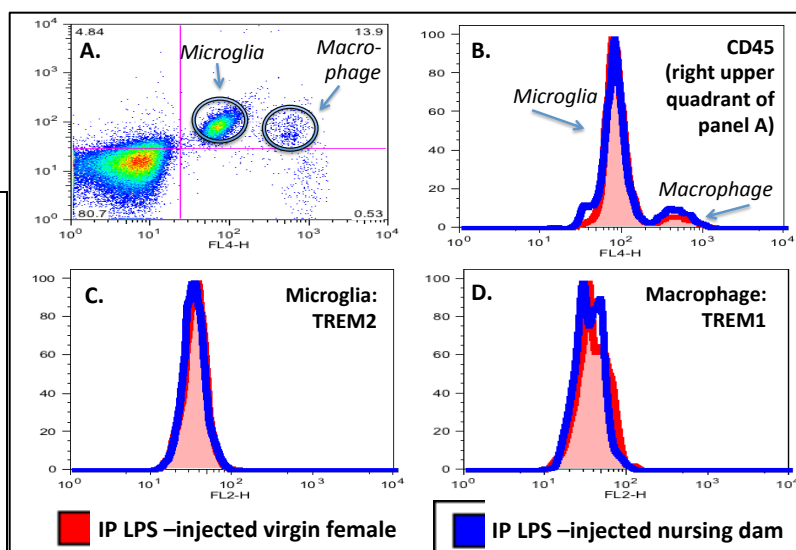 4.84
13.9
A.
Microglia
Macro-
phage
10⁴
10³
10²
10¹
10⁰
80.7
0.53
10⁰ 10¹ 10² 10³ 10⁴
FL4-H
B.
CD45
(right upper
quadrant of
panel A)
Microglia
Macrophage
100
80
60
40
20
0
10⁰ 10¹ 10² 10³ 10⁴
FL4-H
C.
Microglia:
TREM2
100
80
60
40
20
0
10⁰ 10¹ 10² 10³ 10⁴
FL2-H
D.
Macrophage:
TREM1
100
80
60
40
20
0
10⁰ 10¹ 10² 10³ 10⁴
FL2-H
IP LPS –injected virgin female
IP LPS –injected nursing dam